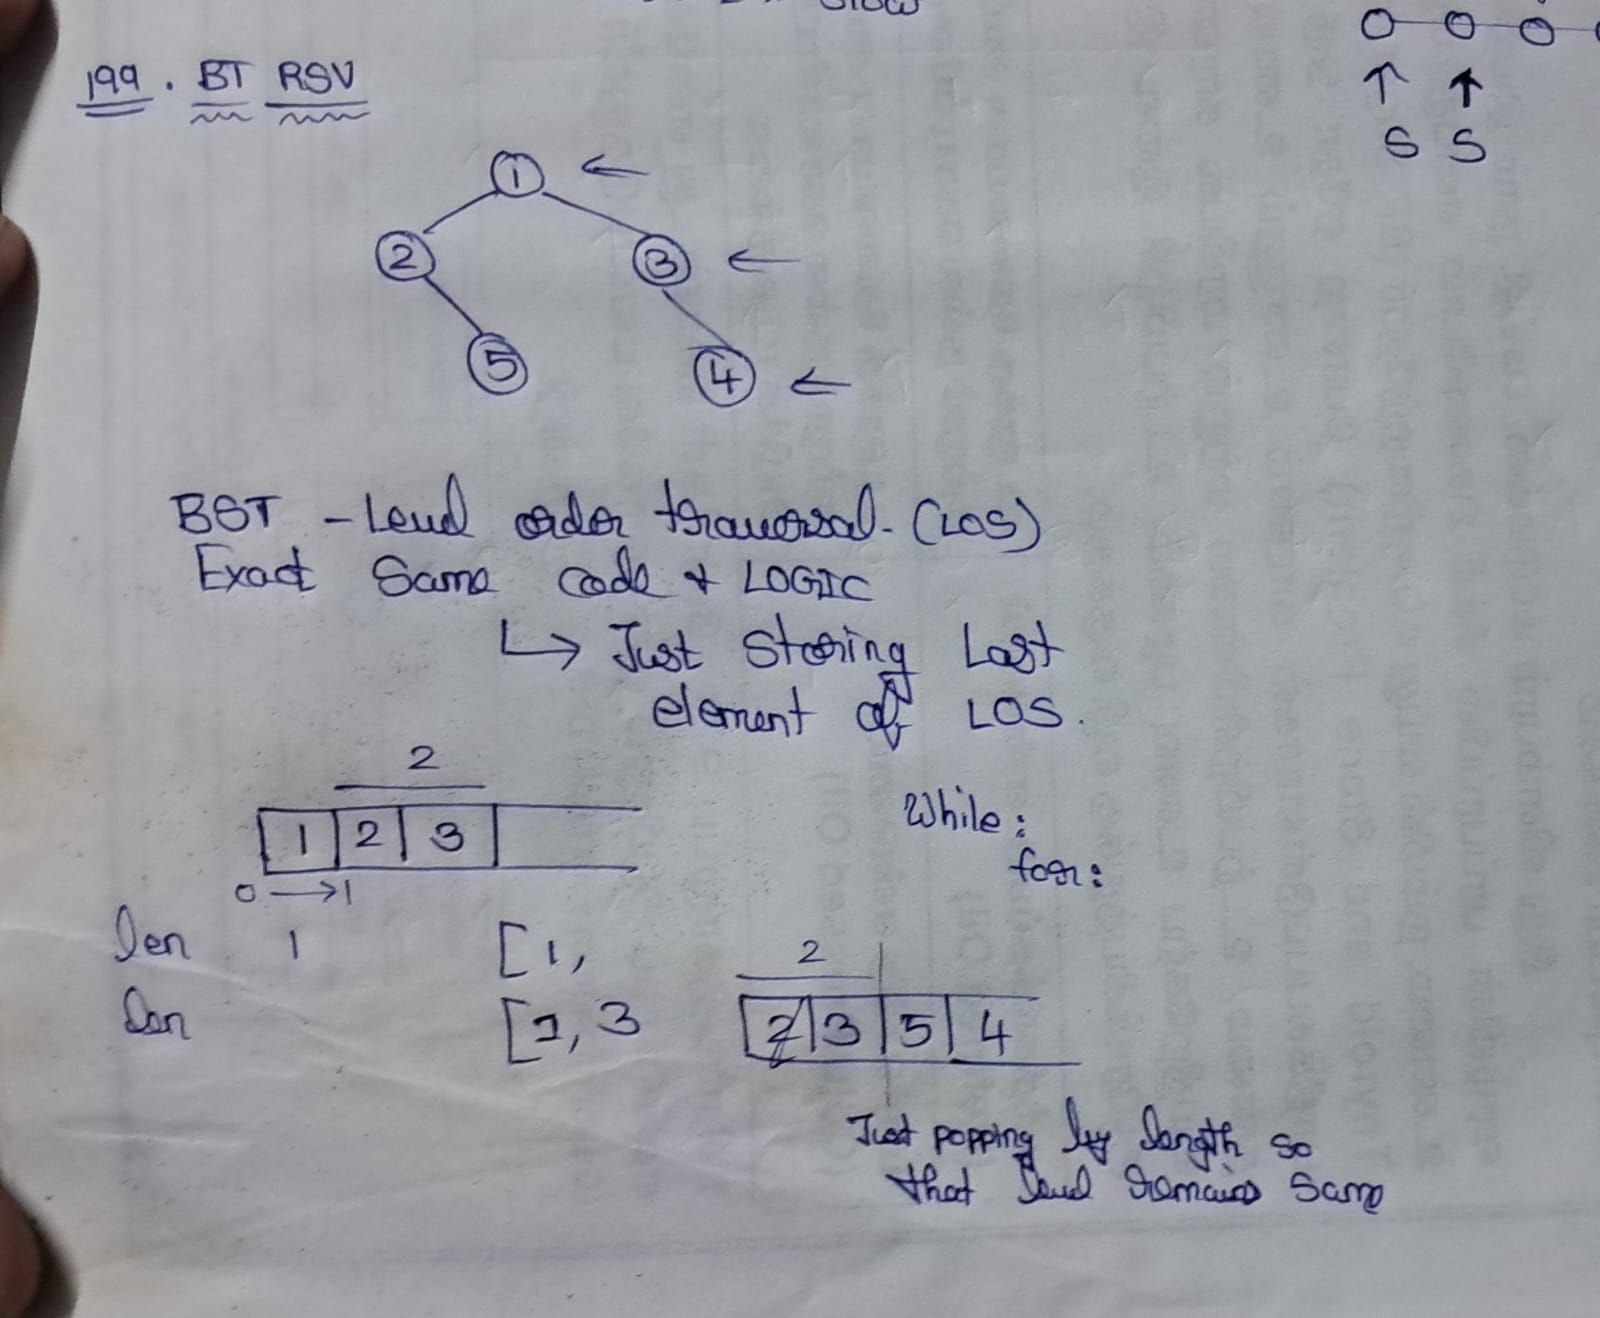 slow
199. BT RSV
S S
1 ←
2 3 ←
5 4 ←
BST - Level order traversal - (LOS)
Exact Same code & LOGIC
↳ Just Storing Last
element of LOS.
2
1 2 3
0 → 1
While :
for :
len 1 [1,
len [1, 3
2
2 3 5 4
Just popping by length so
that level remains Same